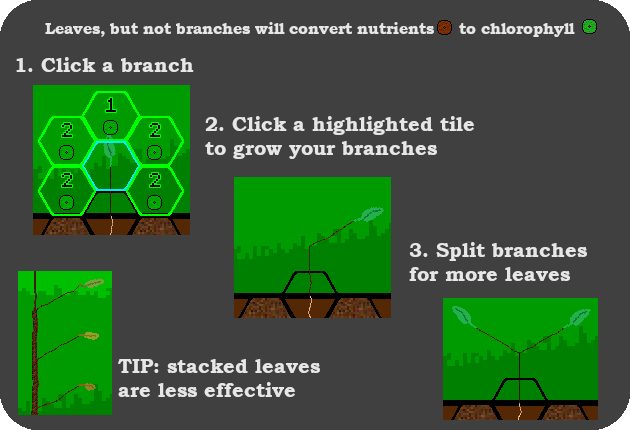 Leaves, but not branches will convert nutrients to chlorophyll
1. Click a branch
1
2 2
2 2
2. Click a highlighted tile
to grow your branches
3. Split branches
for more leaves
TIP: stacked leaves
are less effective